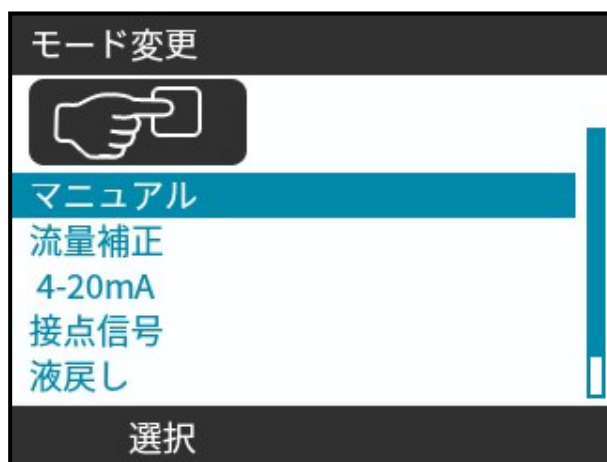 モード変更
マニュアル
流量補正
4-20mA
接点信号
液戻し
選択